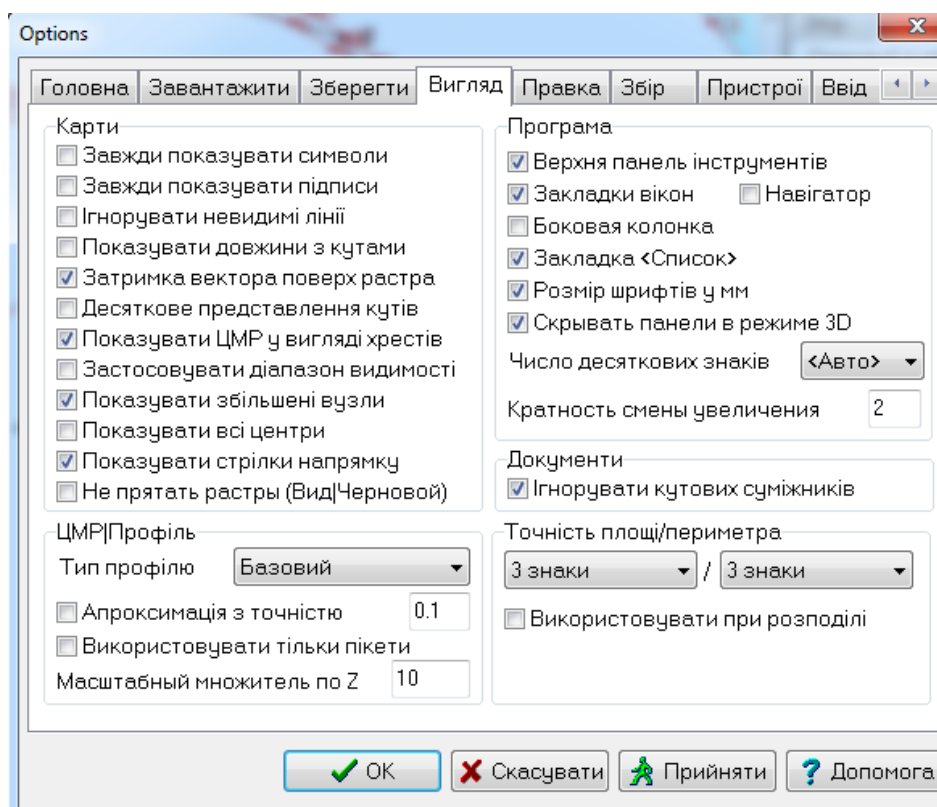 Options
Головна Завантажити Зберегти Вигляд Правка Збір Пристрої Ввід
Карти
Завжди показувати символи
Завжди показувати підписи
Ігнорувати невидимі лінії
Показувати довжини з кутами
Затримка вектора поверх растра
Десяткове представлення кутів
Показувати ЦМР у вигляді хрестів
Застосовувати діапазон видимості
Показувати збільшені вузли
Показувати всі центри
Показувати стрілки напрямку
Не прятать растры (Вид|Черновой)
Програма
Верхня панель інструментів
Закладки вікон Навігатор
Боковая колонка
Закладка <Список>
Розмір шрифтів у мм
Скрывать панели в режиме 3D
Число десяткових знаків <Авто>
Кратность смены увеличения 2
Документи
Ігнорувати кутових суміжників
ЦМР|Профіль
Тип профілю Базовий
Апроксимація з точністю 0.1
Використовувати тільки пікети
Масштабный множитель по Z 10
Точність площі/периметра
3 знаки / 3 знаки
Використовувати при розподілі
OK Скасувати Прийняти Допомога